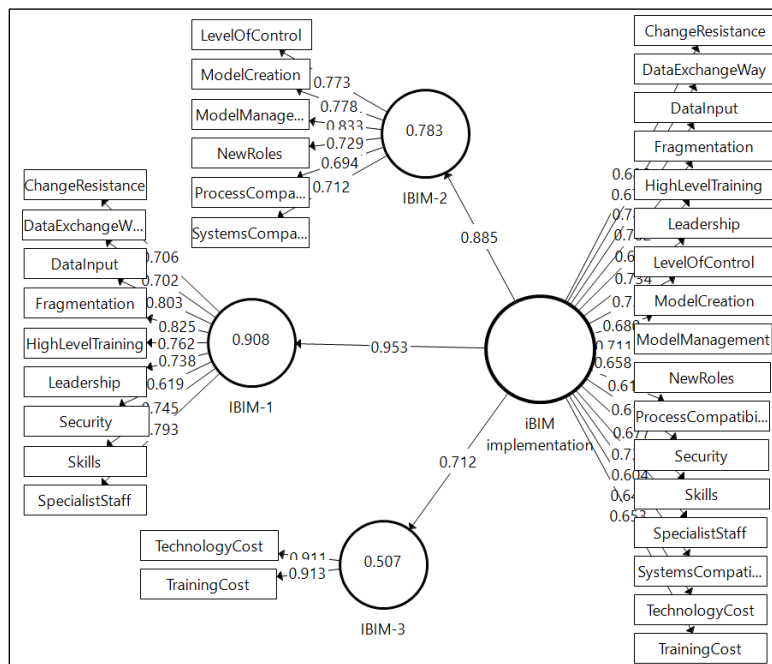 LevelOfControl
ModelCreation
ModelManage...
NewRoles
ProcessCompa...
SystemsCompa...
0.773
0.778
0.833
0.729
0.694
0.712
0.783
IBIM-2
0.885
ChangeResistance
DataExchangeW...
DataInput
Fragmentation
HighLevelTraining
Leadership
Security
Skills
SpecialistStaff
0.706
0.702
0.803
0.825
0.762
0.738
0.619
0.745
0.793
0.908
IBIM-1
0.953
iBIM
implementation
0.712
TechnologyCost
TrainingCost
0.911
0.913
0.507
IBIM-3
ChangeResistance
DataExchangeWay
DataInput
Fragmentation
HighLevelTraining
Leadership
LevelOfControl
ModelCreation
ModelManagement
NewRoles
ProcessCompatibi...
Security
Skills
SpecialistStaff
SystemsCompati...
TechnologyCost
TrainingCost
0.734
0.680
0.711
0.658
0.677
0.604
0.653